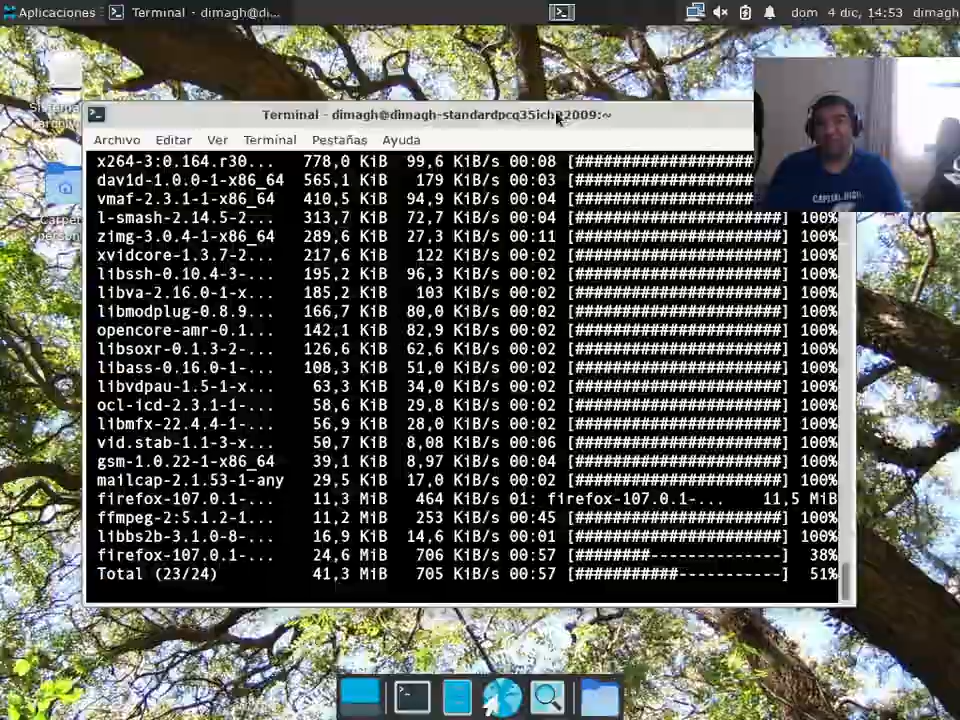 Aplicaciones
Terminal - dimagh@di...
dom 4 dic, 14:53
dimagh
Terminal - dimagh@dimagh-standardpcq35ich92009:~
Archivo Editar Ver Terminal Pestañas Ayuda
x264-3:0.164.r30... 778,0 KiB 99,6 KiB/s 00:08 [###################
dav1d-1.0.0-1-x86_64 565,1 KiB 179 KiB/s 00:03 [###################
vmaf-2.3.1-1-x86_64 410,5 KiB 94,9 KiB/s 00:04 [###################
l-smash-2.14.5-2... 313,7 KiB 72,7 KiB/s 00:04 [######################] 100%
zimg-3.0.4-1-x86_64 289,6 KiB 27,3 KiB/s 00:11 [######################] 100%
xvidcore-1.3.7-2... 217,6 KiB 122 KiB/s 00:02 [######################] 100%
libssh-0.10.4-3-... 195,2 KiB 96,3 KiB/s 00:02 [######################] 100%
libva-2.16.0-1-x... 185,2 KiB 103 KiB/s 00:02 [######################] 100%
libmodplug-0.8.9... 166,7 KiB 80,0 KiB/s 00:02 [######################] 100%
opencore-amr-0.1... 142,1 KiB 82,9 KiB/s 00:02 [######################] 100%
libsoxr-0.1.3-2-... 126,6 KiB 62,6 KiB/s 00:02 [######################] 100%
libass-0.16.0-1-... 108,3 KiB 51,0 KiB/s 00:02 [######################] 100%
libvdpau-1.5-1-x... 63,3 KiB 34,0 KiB/s 00:02 [######################] 100%
ocl-icd-2.3.1-1-... 58,6 KiB 29,8 KiB/s 00:02 [######################] 100%
libmfx-22.4.4-1-... 56,9 KiB 28,0 KiB/s 00:02 [######################] 100%
vid.stab-1.1-3-x... 50,7 KiB 8,08 KiB/s 00:06 [######################] 100%
gsm-1.0.22-1-x86_64 39,1 KiB 8,97 KiB/s 00:04 [######################] 100%
mailcap-2.1.53-1-any 29,5 KiB 17,0 KiB/s 00:02 [######################] 100%
firefox-107.0.1-... 11,3 MiB 464 KiB/s 01: firefox-107.0.1-... 11,5 MiB
ffmpeg-2:5.1.2-1... 11,2 MiB 253 KiB/s 00:45 [######################] 100%
libbs2b-3.1.0-8-... 16,9 KiB 14,6 KiB/s 00:01 [######################] 100%
firefox-107.0.1-... 24,6 MiB 706 KiB/s 00:57 [########--------------] 38%
Total (23/24) 41,3 MiB 705 KiB/s 00:57 [###########-----------] 51%
CAPITAL HIGH